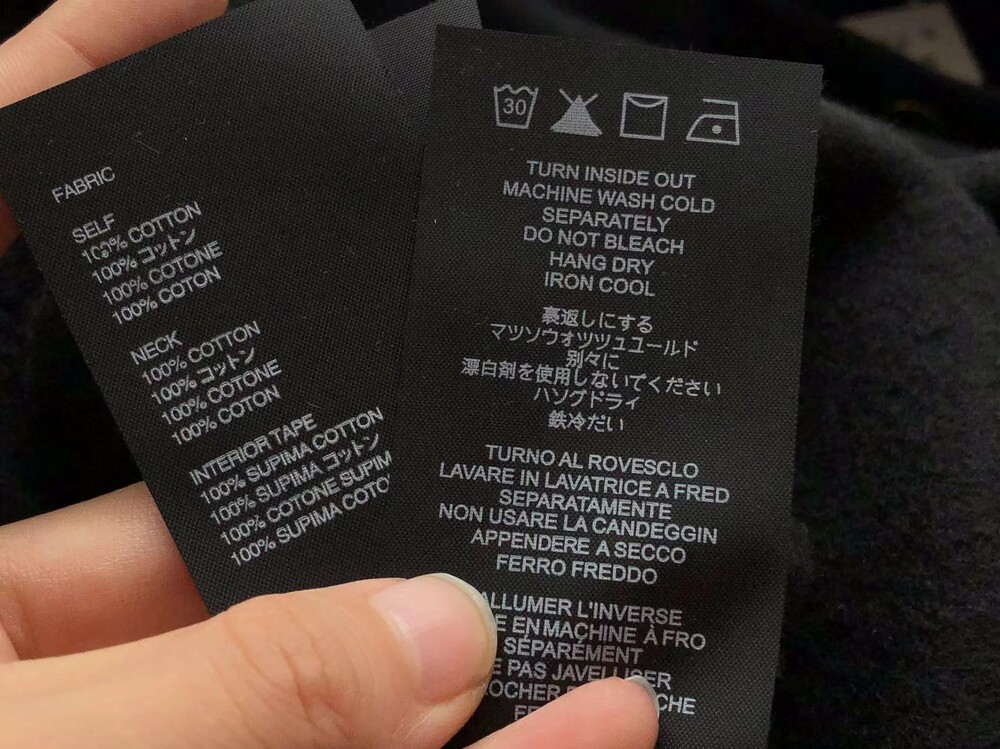 FABRIC
SELF
100% COTTON
100% コットン
100% COTONE
100% COTON
NECK
100% COTTON
100% コットン
100% COTONE
100% COTON
INTERIOR TAPE
100% SUPIMA COTTON
100% SUPIMA コットン
100% COTONE SUPIM
100% SUPIMA COTO
30
TURN INSIDE OUT
MACHINE WASH COLD
SEPARATELY
DO NOT BLEACH
HANG DRY
IRON COOL
裏返しにする
マツソウォツツュユールド
別々に
漂白剤を使用しないでください
ハソグドライ
鉄冷だい
TURNO AL ROVESCLO
LAVARE IN LAVATRICE A FRED
SEPARATAMENTE
NON USARE LA CANDEGGIN
APPENDERE A SECCO
FERRO FREDDO
ALLUMER L'INVERSE
EN MACHINE À FRO
SÉPARÉMENT
PAS JAVELLISER